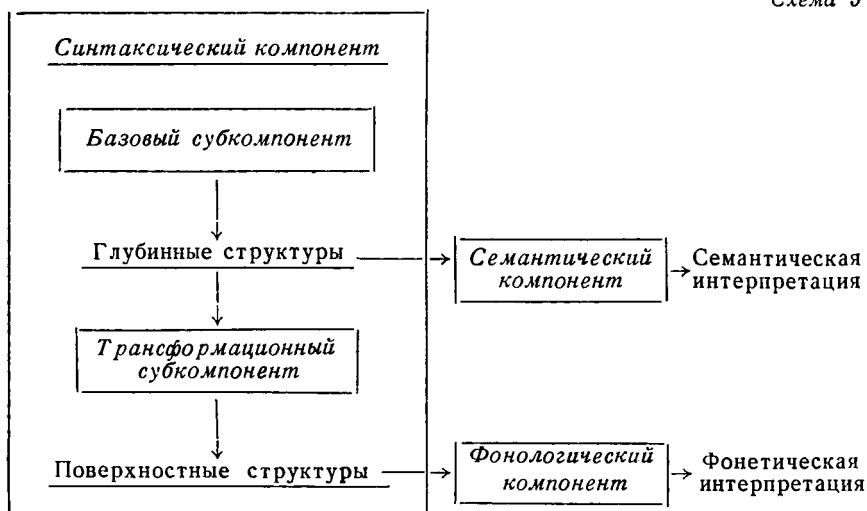 Схема 5
Синтаксический компонент
Базовый субкомпонент
Глубинные структуры
Семантический
компонент
Семантическая
интерпретация
Трансформационный
субкомпонент
Поверхностные структуры
Фонологический
компонент
Фонетическая
интерпретация